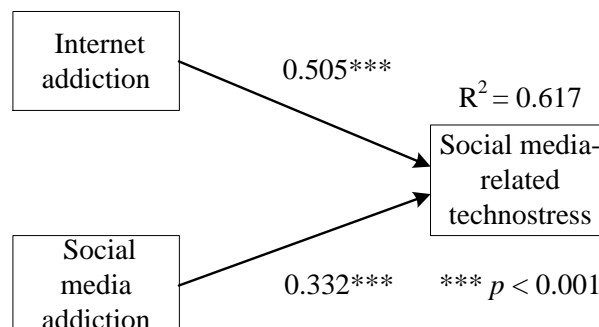 Internet
addiction
0.505***
R² = 0.617
Social media-
related
technostress
Social
media
addiction
0.332***
*** p < 0.001